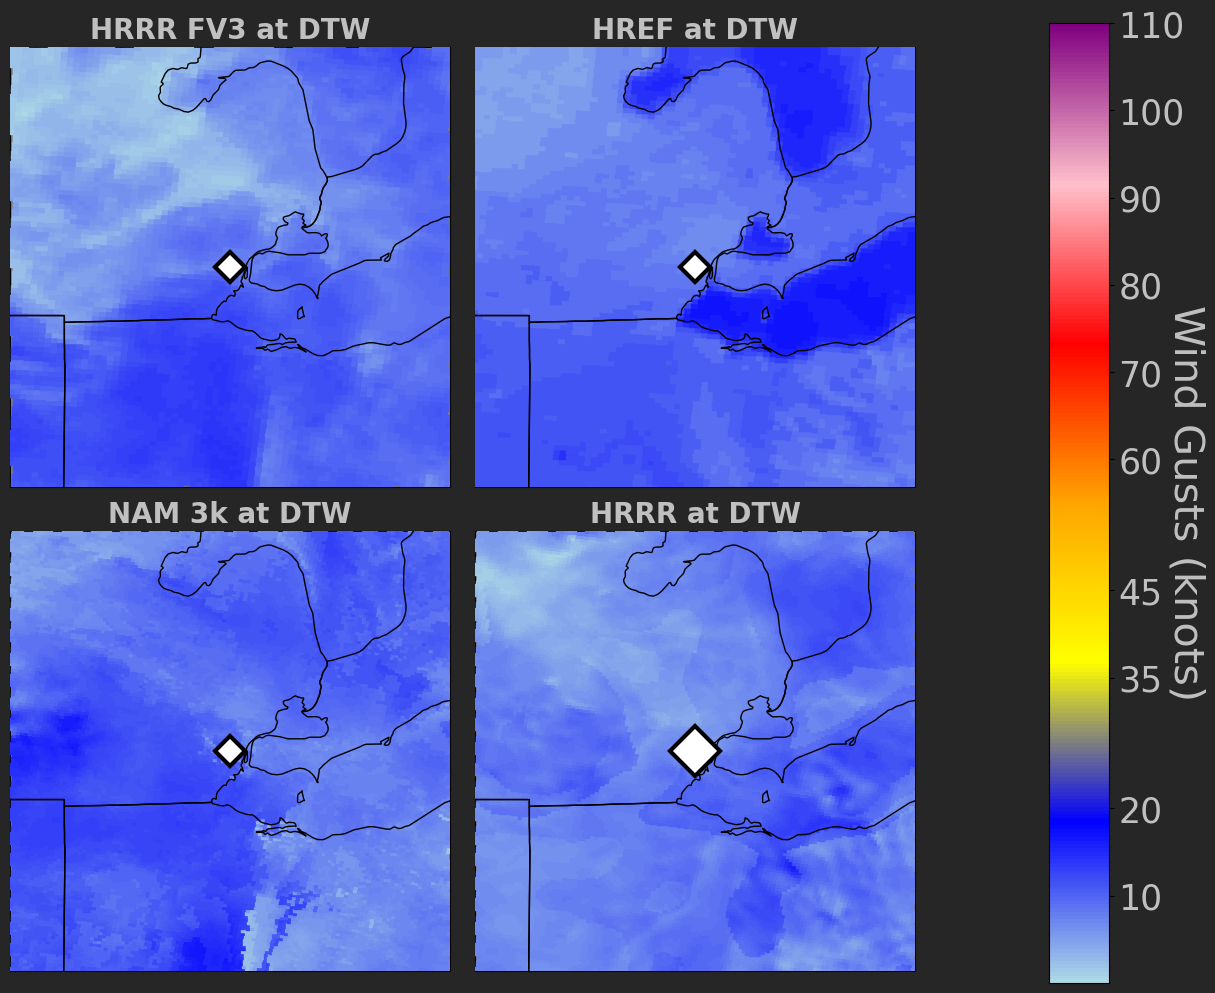 HRRR FV3 at DTW
HREF at DTW
NAM 3k at DTW
HRRR at DTW
110
100
90
80
70
60
45
35
20
10
Wind Gusts (knots)